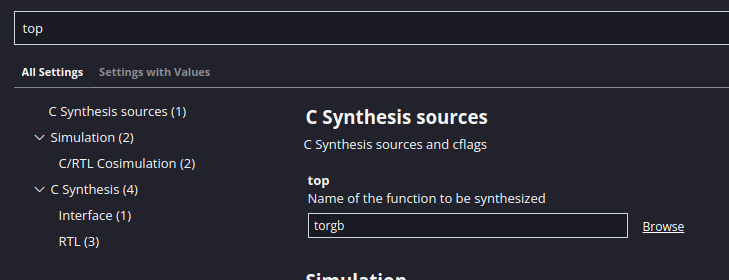 top
All Settings Settings with Values
C Synthesis sources (1)
Simulation (2)
C/RTL Cosimulation (2)
C Synthesis (4)
Interface (1)
RTL (3)
C Synthesis sources
C Synthesis sources and cflags
top
Name of the function to be synthesized
torgb Browse
Simulation